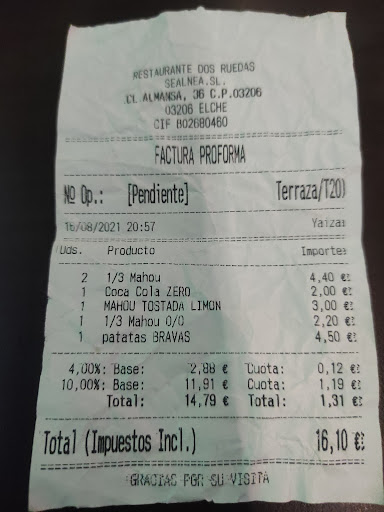 RESTAURANTE DOS RUEDAS
SEALNEA,SL.
CL ALMANSA, 36 C.P.03206
03206 ELCHE
CIF B02680460
FACTURA PROFORMA
Nº Op.: [Pendiente] Terraza/T20)
16/08/2021 20:57 Yaiza:
Uds. Producto Importe:
2 1/3 Mahou 4,40 €
1 Coca Cola ZERO 2,00 €
1 MAHOU TOSTADA LIMON 3,00 €
1 1/3 Mahou 0/0 2,20 €
1 patatas BRAVAS 4,50 €
4,00%: Base: 2,88 € Cuota: 0,12 €
10,00%: Base: 11,91 € Cuota: 1,19 €
Total: 14,79 € Total: 1,31 €
Total (Impuestos Incl.) 16,10 €
GRACIAS POR SU VISITA